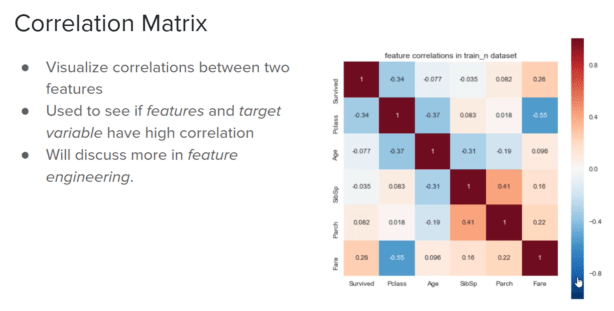 Correlation Matrix
● Visualize correlations between two
features
● Used to see if features and target
variable have high correlation
● Will discuss more in feature
engineering.
feature correlations in train_n dataset
Survived 1 -0.34 -0.077 -0.035 0.082 0.26
Pclass -0.34 1 -0.37 0.083 0.018 -0.55
Age -0.077 -0.37 1 -0.31 -0.19 0.096
SibSp -0.035 0.083 -0.31 1 0.41 0.16
Parch 0.082 0.018 -0.19 0.41 1 0.22
Fare 0.26 -0.55 0.096 0.16 0.22 1
Survived Pclass Age SibSp Parch Fare
0.8
0.4
0.0
-0.4
-0.8